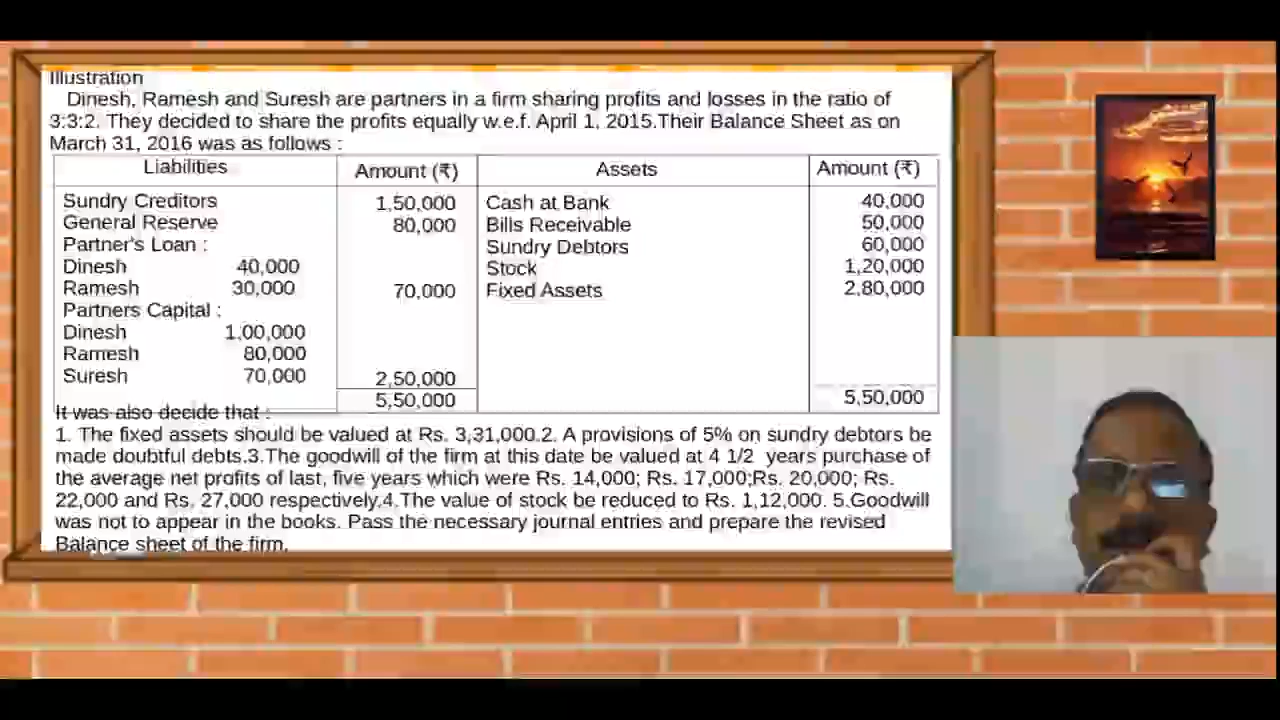 Illustration
Dinesh, Ramesh and Suresh are partners in a firm sharing profits and losses in the ratio of
3:3:2. They decided to share the profits equally w.e.f. April 1, 2015.Their Balance Sheet as on
March 31, 2016 was as follows :
Liabilities Amount (₹) Assets Amount (₹)
Sundry Creditors 1,50,000 Cash at Bank 40,000
General Reserve 80,000 Bills Receivable 50,000
Partner's Loan : Sundry Debtors 60,000
Dinesh 40,000 Stock 1,20,000
Ramesh 30,000 70,000 Fixed Assets 2,80,000
Partners Capital :
Dinesh 1,00,000
Ramesh 80,000
Suresh 70,000 2,50,000
5,50,000 5,50,000
It was also decide that :
1. The fixed assets should be valued at Rs. 3,31,000.2. A provisions of 5% on sundry debtors be
made doubtful debts.3.The goodwill of the firm at this date be valued at 4 1/2 years purchase of
the average net profits of last, five years which were Rs. 14,000; Rs. 17,000;Rs. 20,000; Rs.
22,000 and Rs. 27,000 respectively.4.The value of stock be reduced to Rs. 1,12,000. 5.Goodwill
was not to appear in the books. Pass the necessary journal entries and prepare the revised
Balance sheet of the firm.